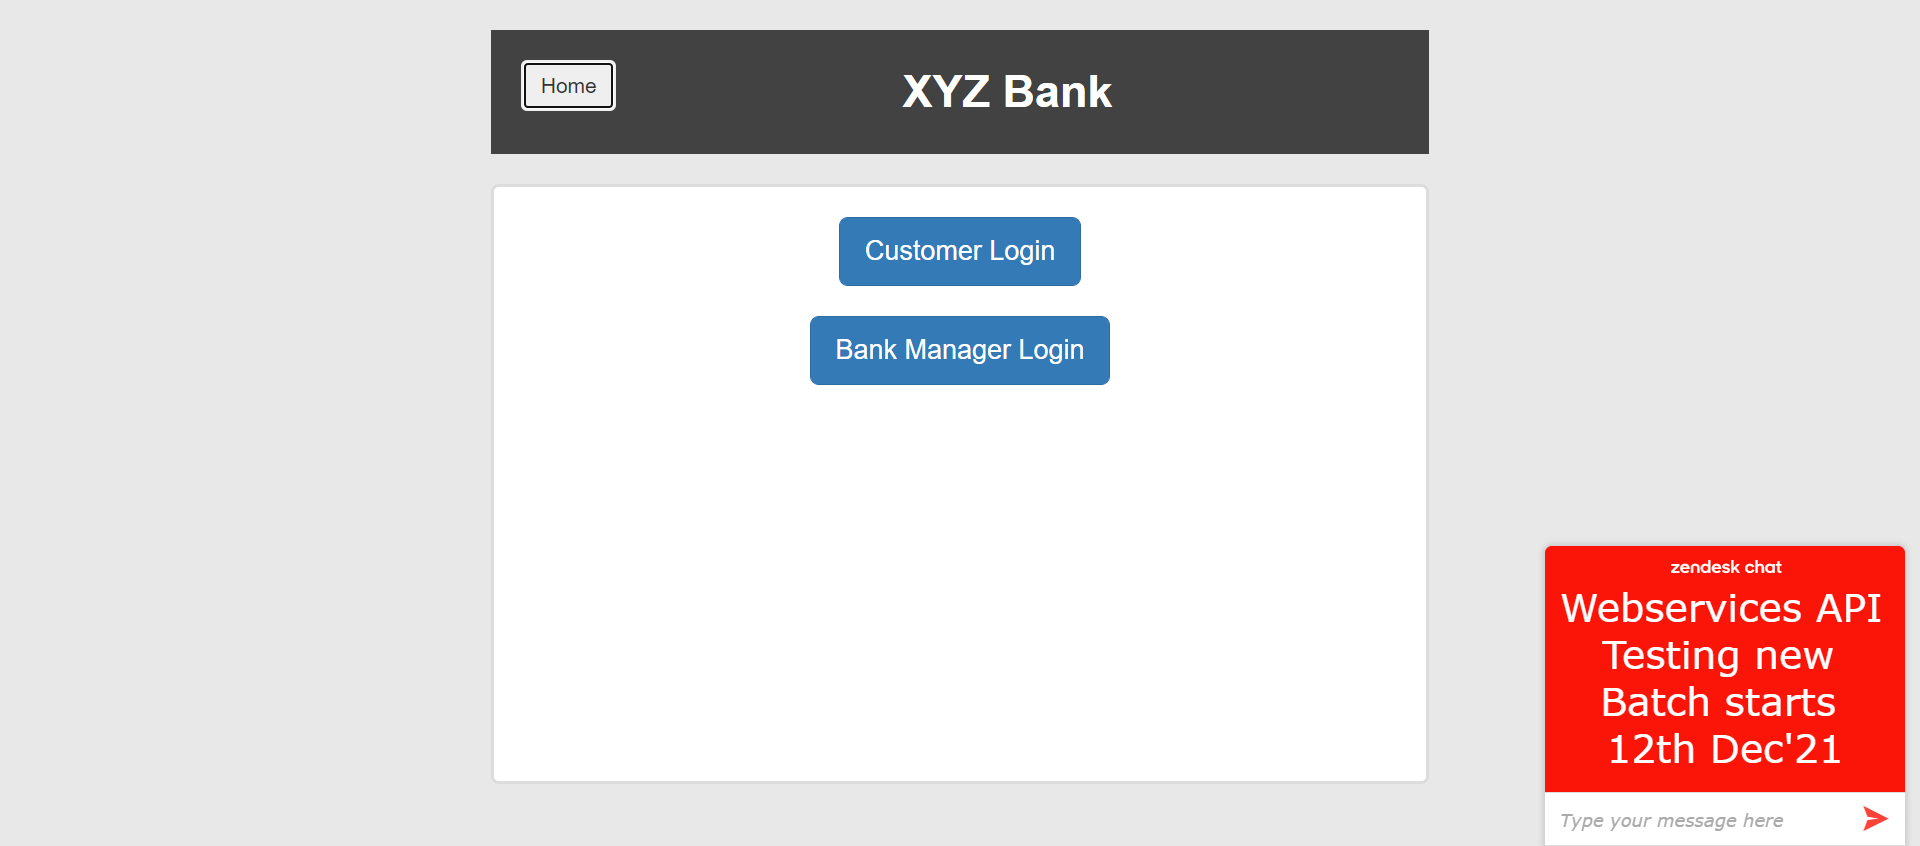 Home
XYZ Bank
Customer Login
Bank Manager Login
zendesk chat
Webservices API
Testing new
Batch starts
12th Dec'21
Type your message here